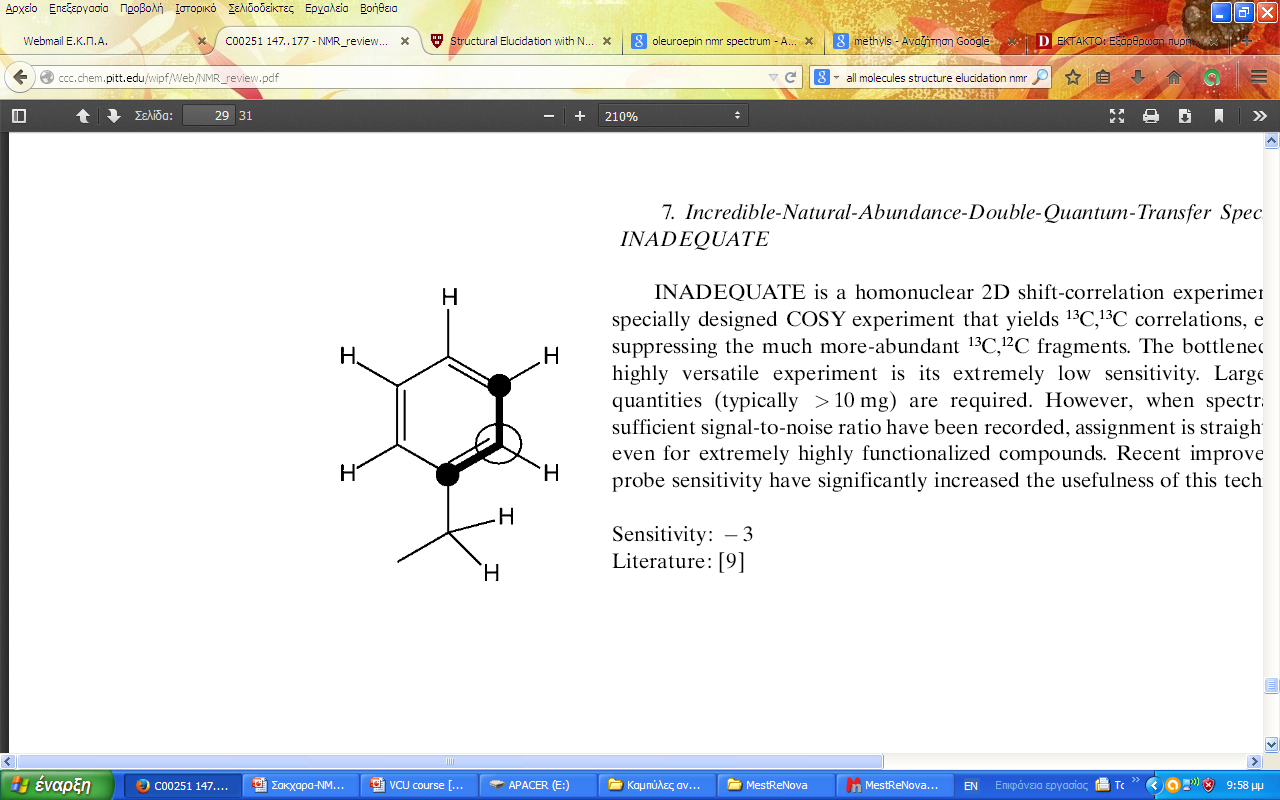 Αρχείο Επεξεργασία Προβολή Ιστορικό Σελιδοδείκτες Εργαλεία Βοήθεια
Webmail Ε.Κ.Π.Α. C00251 147..177 - NMR_review... Structural Elucidation with N... oleuropein nmr spectrum - Α... methyls - Αναζήτηση Google ΕΚΤΑΚΤΟ: Εξάρθρωση πυρη
ccc.chem.pitt.edu/wipf/Web/NMR_review.pdf all molecules structure elucidation nmr
Σελίδα: 29 31 210%
7. Incredible-Natural-Abundance-Double-Quantum-Transfer Spec
INADEQUATE
INADEQUATE is a homonuclear 2D shift-correlation experimen
specially designed COSY experiment that yields ¹³C,¹³C correlations, e
suppressing the much more-abundant ¹³C,¹²C fragments. The bottlenec
highly versatile experiment is its extremely low sensitivity. Large
quantities (typically > 10 mg) are required. However, when spectra
sufficient signal-to-noise ratio have been recorded, assignment is straight
even for extremely highly functionalized compounds. Recent improve
probe sensitivity have significantly increased the usefulness of this tech
Sensitivity: − 3
Literature: [9]
H
H H
H H
H
H
έναρξη C00251 147.... Σακχαρα-NM... VCU course [... APACER (E:) Καμπύλες αν... MestReNova MestReNova... EN Επιφάνεια εργασίας Το 9:58 μμ